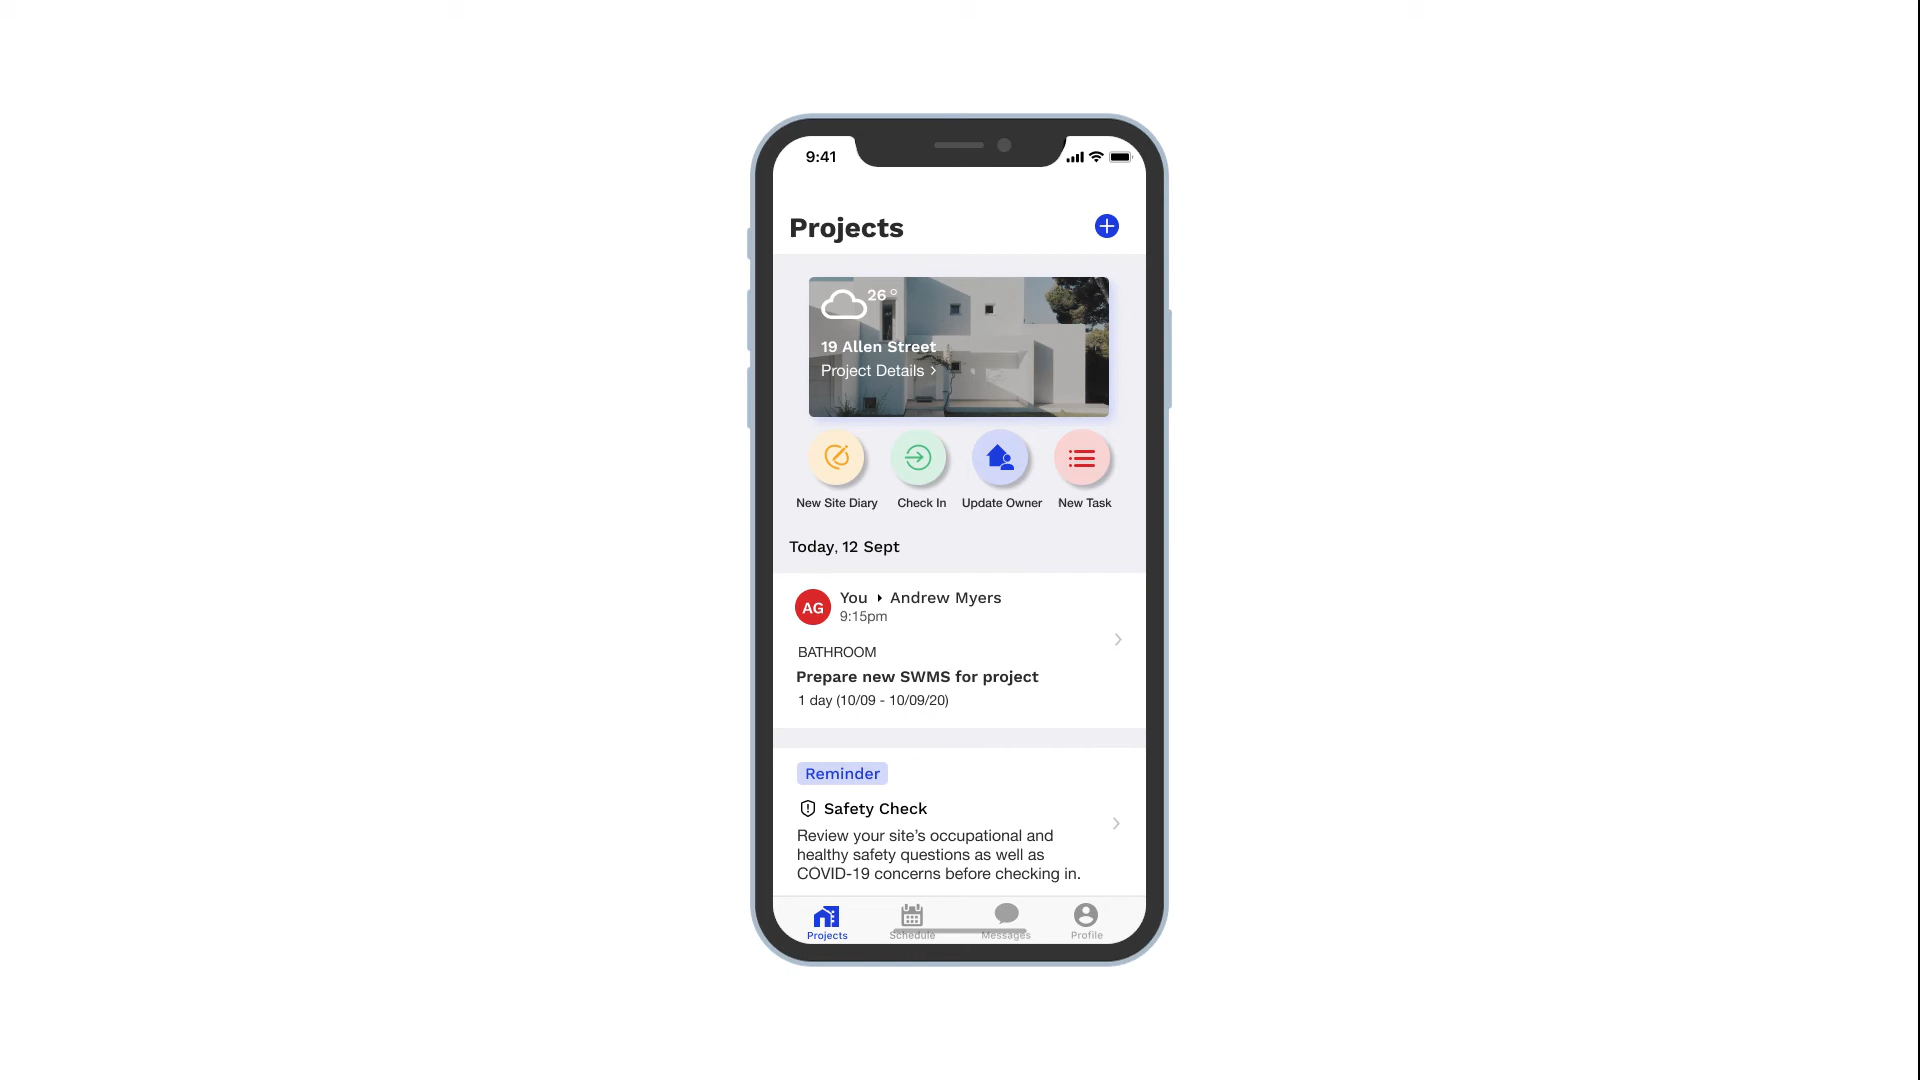 9:41
Projects
26°
19 Allen Street
Project Details >
New Site Diary
Check In
Update Owner
New Task
Today, 12 Sept
AG
You ▸ Andrew Myers
9:15pm
BATHROOM
Prepare new SWMS for project
1 day (10/09 - 10/09/20)
Reminder
Safety Check
Review your site’s occupational and
healthy safety questions as well as
COVID-19 concerns before checking in.
Projects
Schedule
Messages
Profile